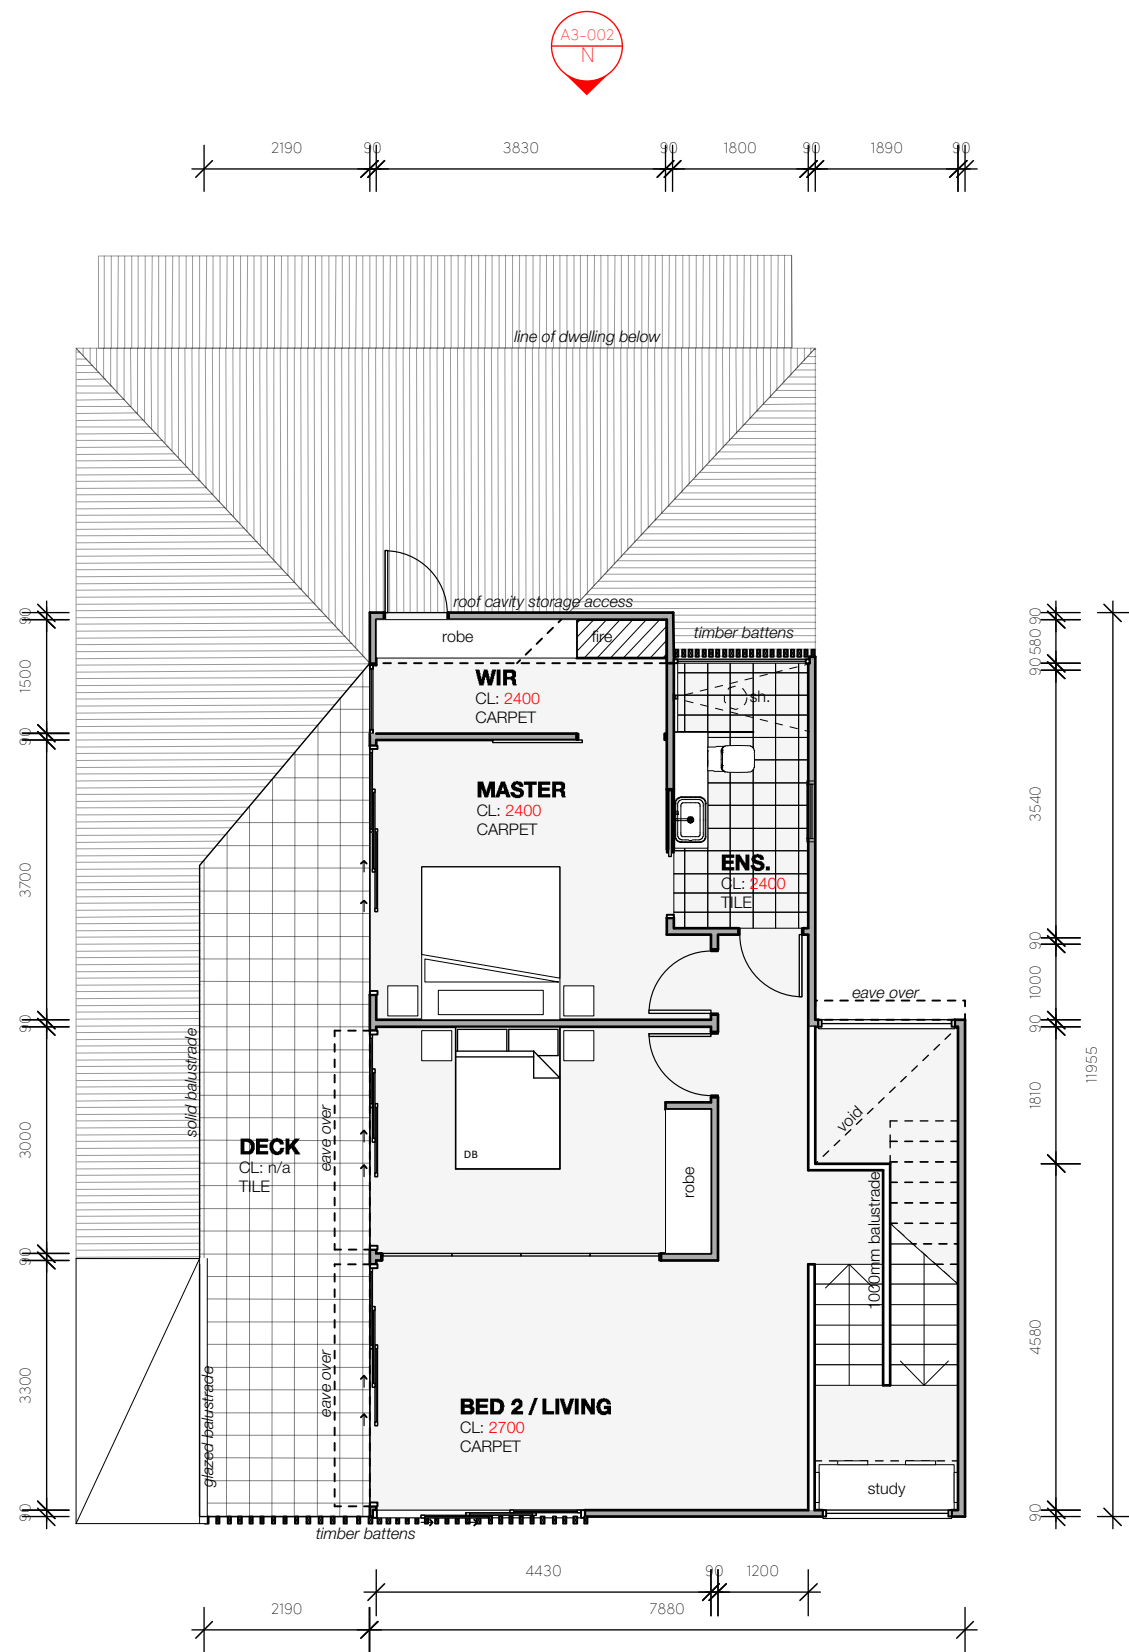 A3-002
N
2190
90
3830
90
1800
90
1890
90
line of dwelling below
roof cavity storage access
timber battens
robe
fire
WIR
CL: 2400
CARPET
sh.
MASTER
CL: 2400
CARPET
ENS.
CL: 2400
TILE
eave over
void
solid balustrade
eave over
DECK
CL: n/a
TILE
DB
robe
1000mm balustrade
eave over
glazed balustrade
BED 2 / LIVING
CL: 2700
CARPET
study
timber battens
90
1500
90
3700
90
3000
90
3300
90
90
580
90
3540
90
1000
90
1810
4580
90
11955
4430
90
1200
2190
7880